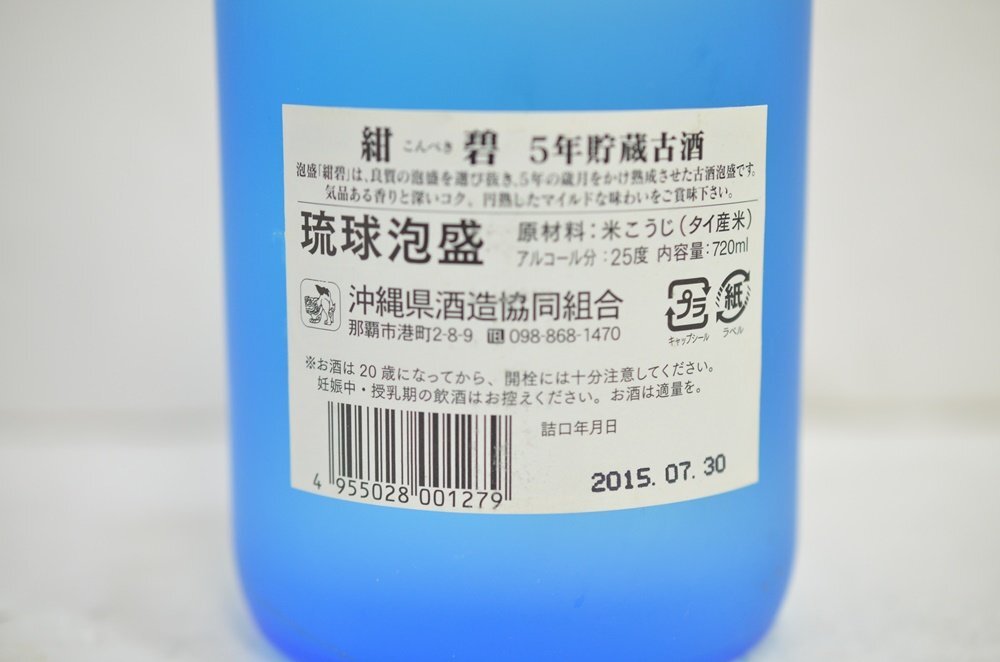 紺 こんぺき 碧 5年貯蔵古酒
泡盛「紺碧」は、良質の泡盛を選び抜き、5年の歳月をかけ熟成させた古酒泡盛です。
気品ある香りと深いコク、円熟したマイルドな味わいをご賞味下さい。
琉球泡盛
原材料：米こうじ（タイ産米）
アルコール分：25度 内容量：720ml
沖縄県酒造協同組合
那覇市港町2-8-9 TEL 098-868-1470
プラ
キャップシール
紙
ラベル
※お酒は20歳になってから、開栓には十分注意してください。
妊娠中・授乳期の飲酒はお控えください。お酒は適量を。
詰口年月日
2015.07.30
4 955028 001279